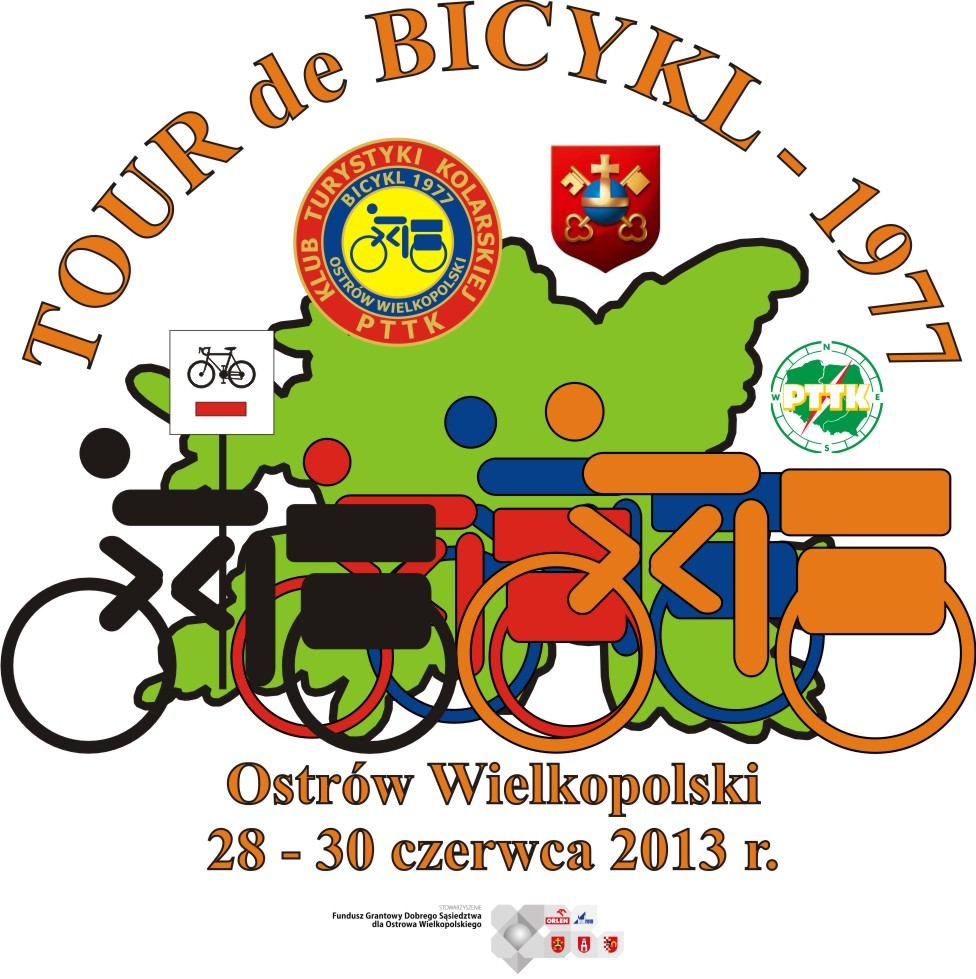 TOUR de BICYKL - 1977
KLUB TURYSTYKI KOLARSKIEJ
BICYKL 1977
OSTRÓW WIELKOPOLSKI
PTTK
N
W
PTTK
E
S
Ostrów Wielkopolski
28 - 30 czerwca 2013 r.
STOWARZYSZENIE
Fundusz Grantowy Dobrego Sąsiedztwa
dla Ostrowa Wielkopolskiego
ORLEN